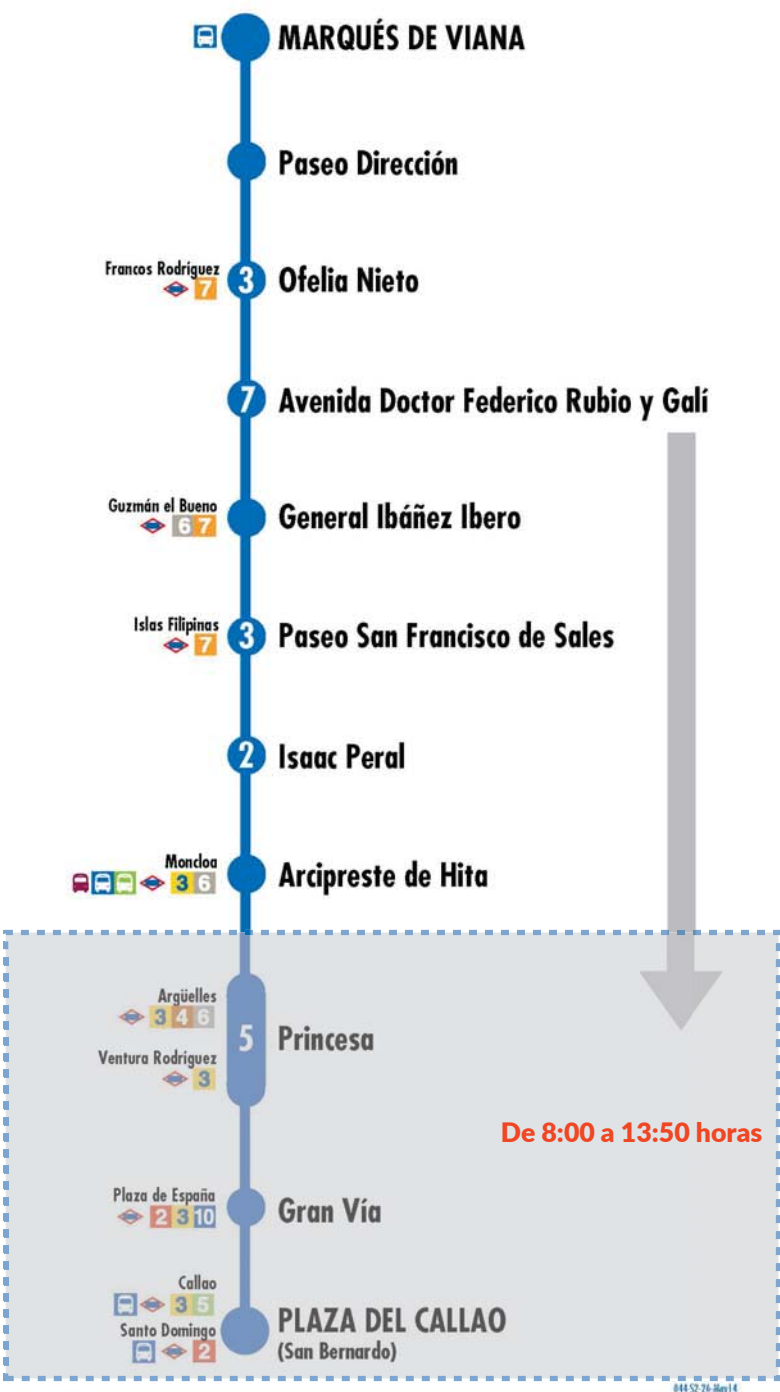 MARQUÉS DE VIANA
Paseo Dirección
Francos Rodríguez
7
3
Ofelia Nieto
7
Avenida Doctor Federico Rubio y Galí
Guzmán el Bueno
6 7
General Ibáñez Ibero
Islas Filipinas
7
3
Paseo San Francisco de Sales
2
Isaac Peral
Moncloa
3 6
Arcipreste de Hita
Argüelles
3 4 6
Ventura Rodríguez
3
5
Princesa
De 8:00 a 13:50 horas
Plaza de España
2 3 10
Gran Vía
Callao
3 5
Santo Domingo
2
PLAZA DEL CALLAO
(San Bernardo)